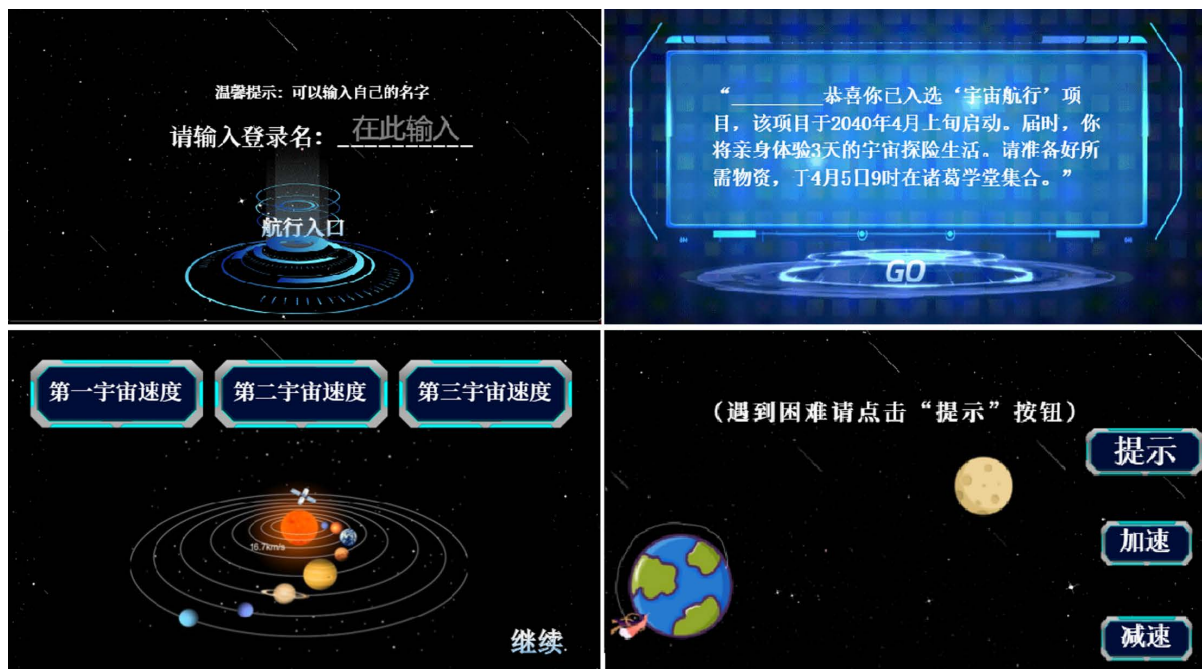 温馨提示：可以输入自己的名字
请输入登录名：在此输入
航行入口
“________恭喜你已入选‘宇宙航行’项
目，该项目于2040年4月上旬启动。届时，你
将亲身体验3天的宇宙探险生活。请准备好所
需物资，于4月5日9时在诸葛学堂集合。”
GO
第一宇宙速度
第二宇宙速度
第三宇宙速度
16.7km/s
继续
（遇到困难请点击“提示”按钮）
提示
加速
减速